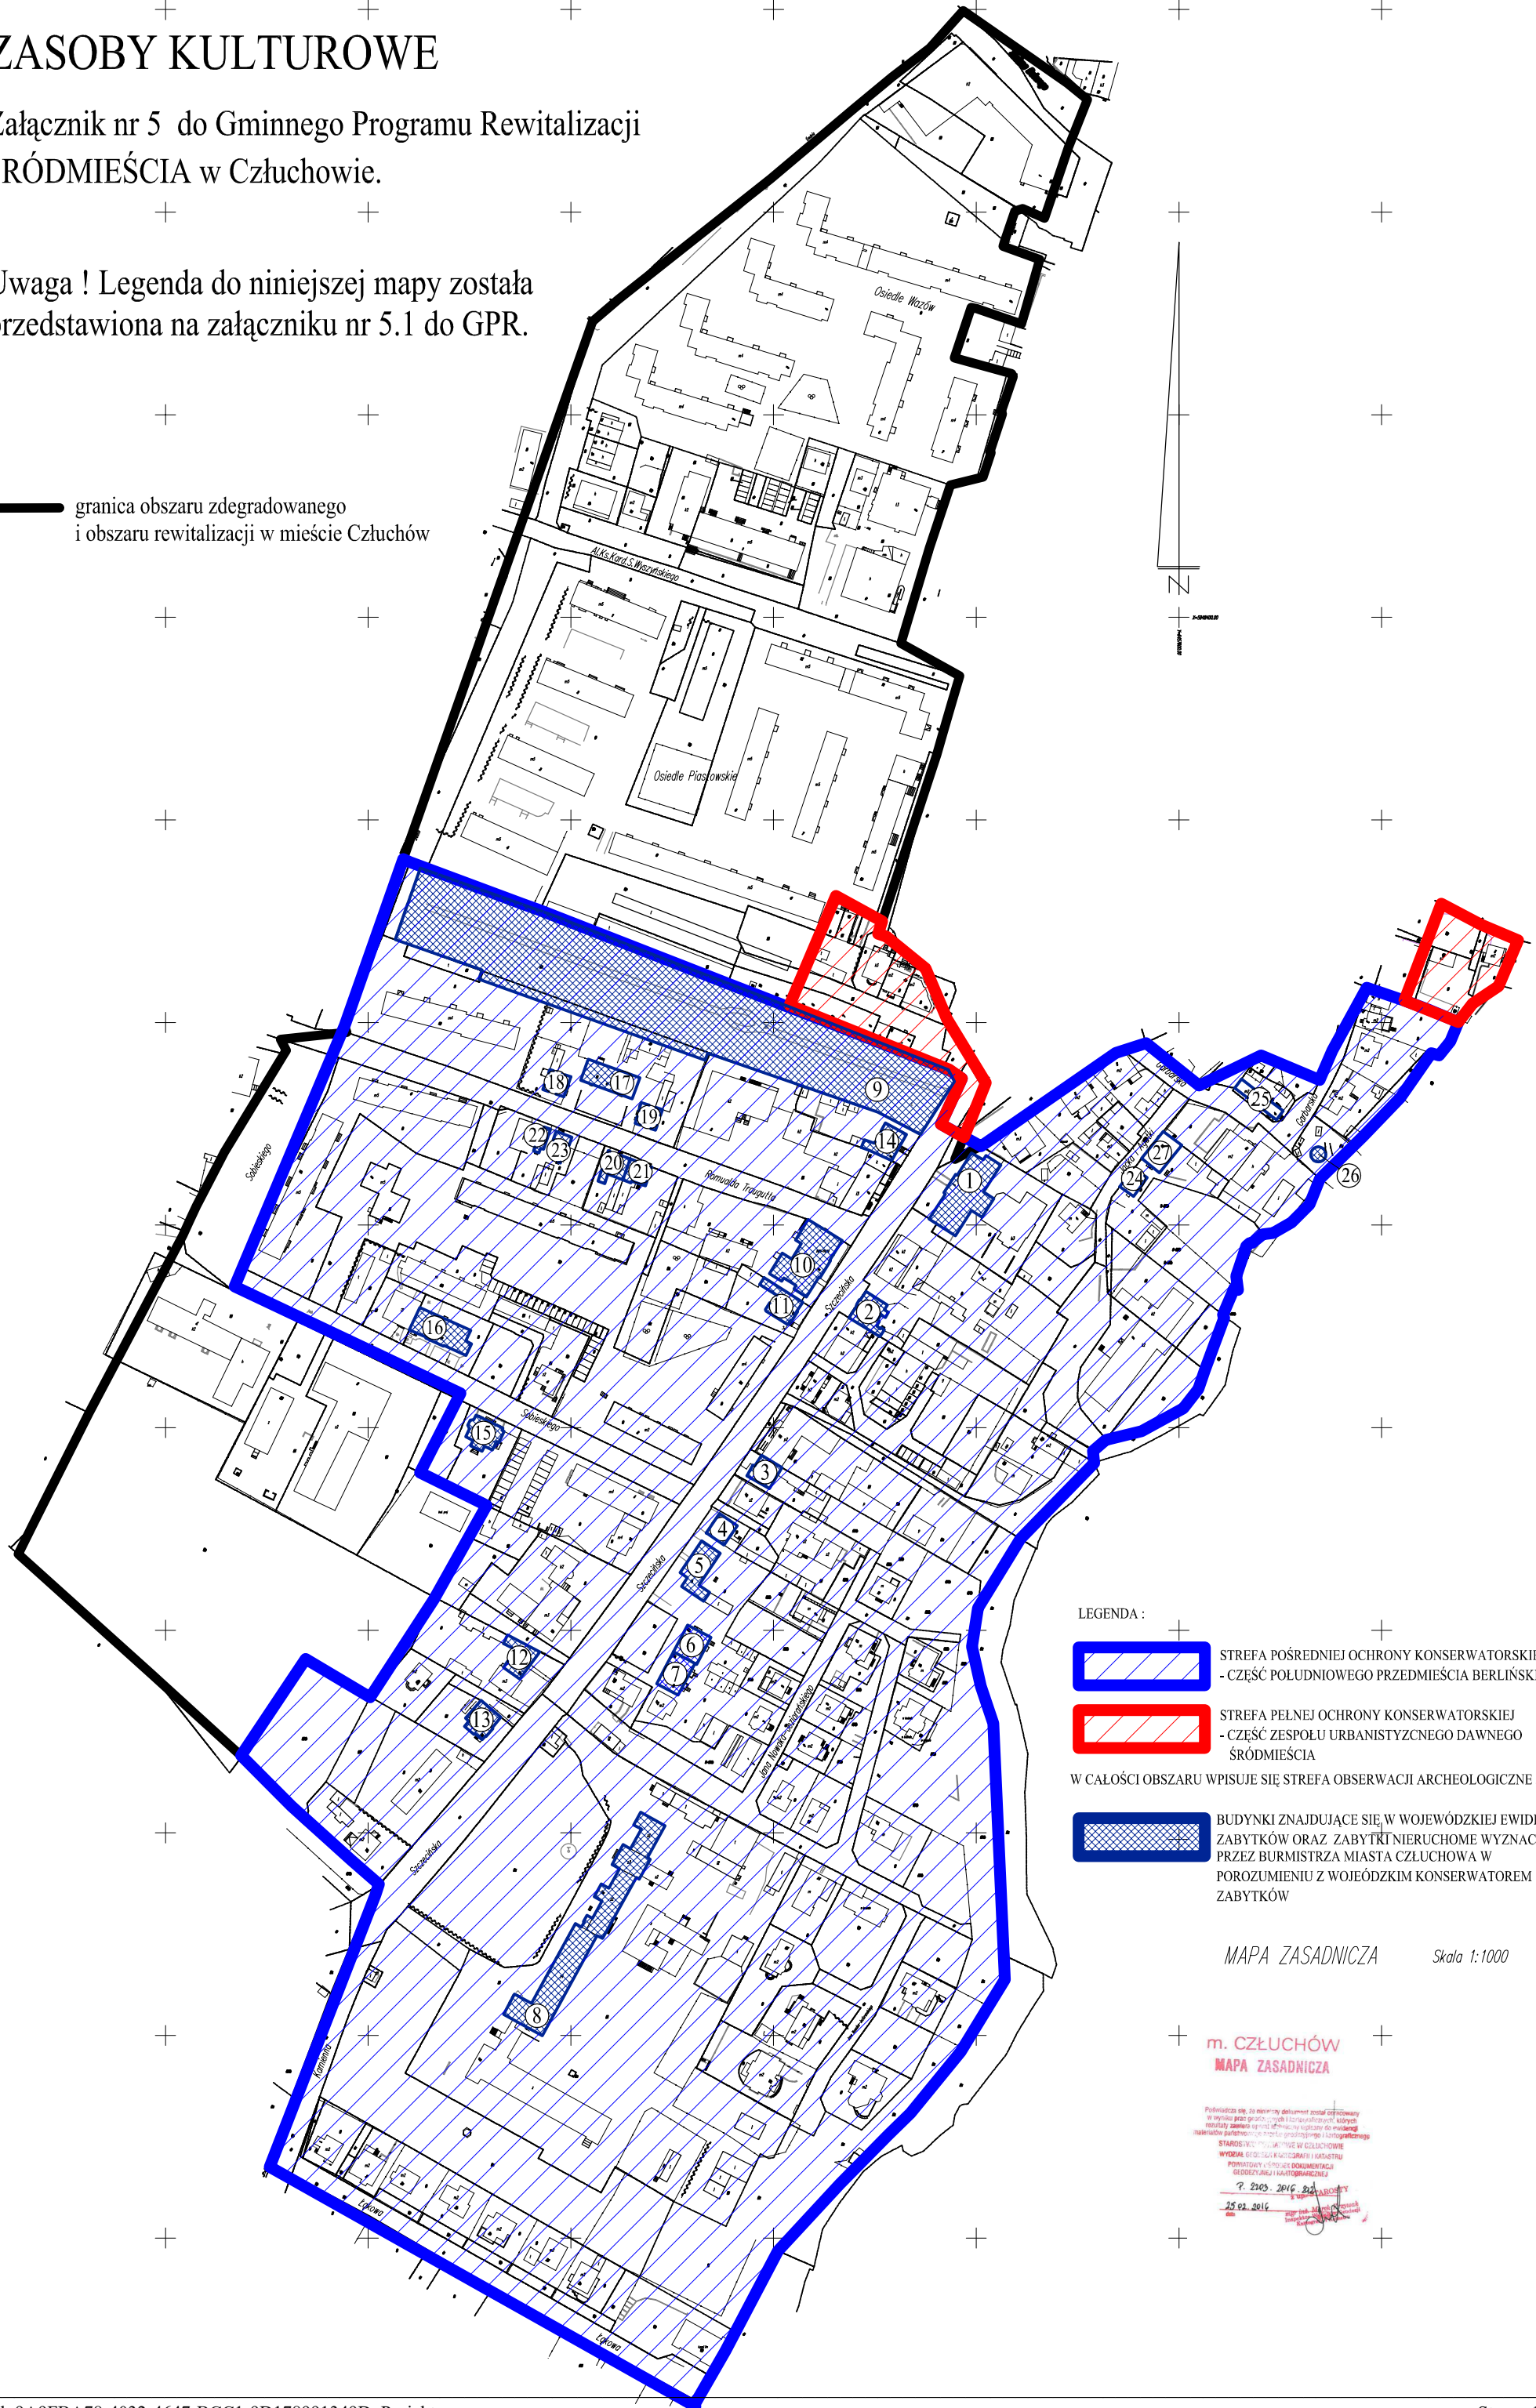 ZASOBY KULTUROWE
Załącznik nr 5 do Gminnego Programu Rewitalizacji
RÓDMIEŚCIA w Człuchowie.
Uwaga ! Legenda do niniejszej mapy została
przedstawiona na załączniku nr 5.1 do GPR.
granica obszaru zdegradowanego
i obszaru rewitalizacji w mieście Człuchów
Osiedle Wazów
Al.Ks.Kard.S.Wyszyńskiego
N
Osiedle Piastowskie
9
18
17
19
22
23
20
21
14
Romualda Traugutta
Sobieskiego
1
Ogrodowa
25
Garbarska
27
24
26
10
11
Szczecińska
2
16
Sobieskiego
15
3
4
5
Szczecińska
6
7
12
13
Szczecińska
8
Kamienna
Łąkowa
Łąkowa
LEGENDA :
STREFA POŚREDNIEJ OCHRONY KONSERWATORSKIE
- CZĘŚĆ POŁUDNIOWEGO PRZEDMIEŚCIA BERLIŃSK
STREFA PEŁNEJ OCHRONY KONSERWATORSKIEJ
- CZĘŚĆ ZESPOŁU URBANISTYZCNEGO DAWNEGO
ŚRÓDMIEŚCIA
W CAŁOŚCI OBSZARU WPISUJE SIĘ STREFA OBSERWACJI ARCHEOLOGICZNE
BUDYNKI ZNAJDUJĄCE SIĘ W WOJEWÓDZKIEJ EWID
ZABYTKÓW ORAZ ZABYTKI NIERUCHOME WYZNAC
PRZEZ BURMISTRZA MIASTA CZŁUCHOWA W
POROZUMIENIU Z WOJEÓDZKIM KONSERWATOREM
ZABYTKÓW
MAPA ZASADNICZA Skala 1:1000
m. CZŁUCHÓW
MAPA ZASADNICZA
25.02.2016